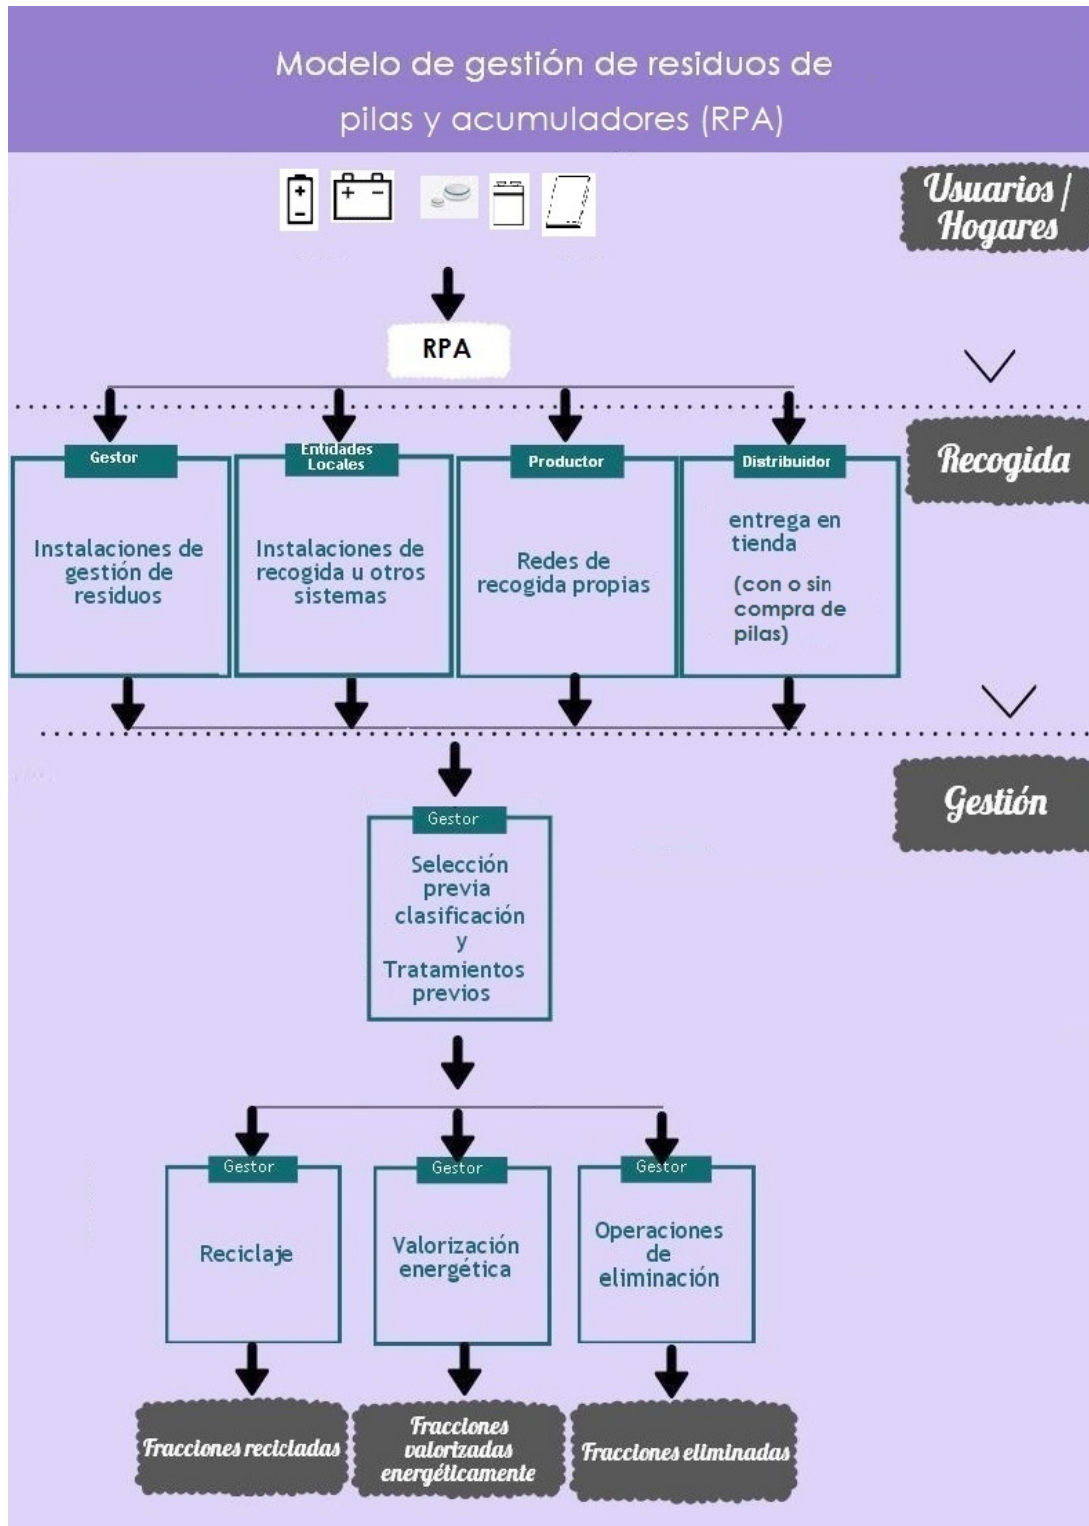 Modelo de gestión de residuos de
pilas y acumuladores (RPA)
Usuarios /
Hogares
RPA
Recogida
Gestor
Instalaciones de
gestión de
residuos
Entidades
Locales
Instalaciones de
recogida u otros
sistemas
Productor
Redes de
recogida propias
Distribuidor
entrega en
tienda
(con o sin
compra de
pilas)
Gestión
Gestor
Selección
previa
clasificación
y
Tratamientos
previos
Gestor
Reciclaje
Gestor
Valorización
energética
Gestor
Operaciones
de
eliminación
Fracciones recicladas
Fracciones
valorizadas
energéticamente
Fracciones eliminadas